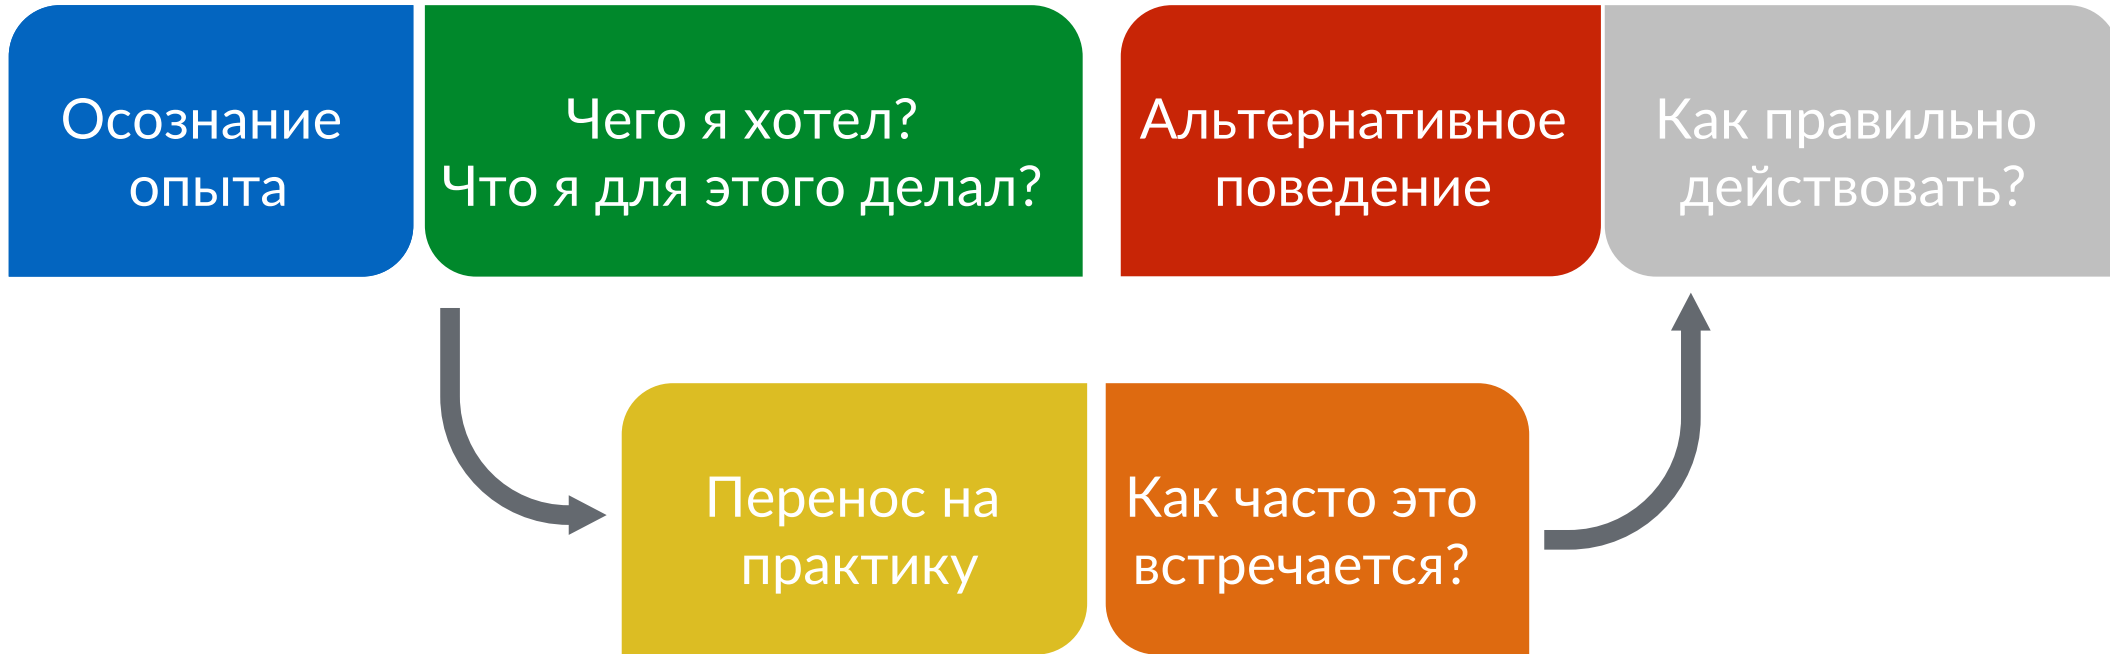 Осознание
опыта
Чего я хотел?
Что я для этого делал?
Перенос на
практику
Как часто это
встречается?
Альтернативное
поведение
Как правильно
действовать?